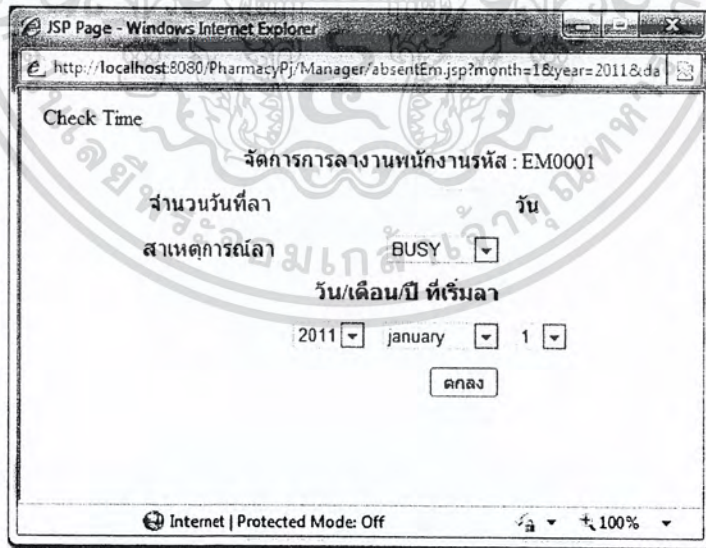 JSP Page - Windows Internet Explorer
http://localhost:8080/PharmacyPj/Manager/absentEm.jsp?month=1&year=2011&da
Check Time
จัดการการลางานพนักงานรหัส : EM0001
จำนวนวันที่ลา วัน
สาเหตุการณ์ลา BUSY
วัน/เดือน/ปี ที่เริ่มลา
2011 january 1
ตกลง
Internet | Protected Mode: Off 100%